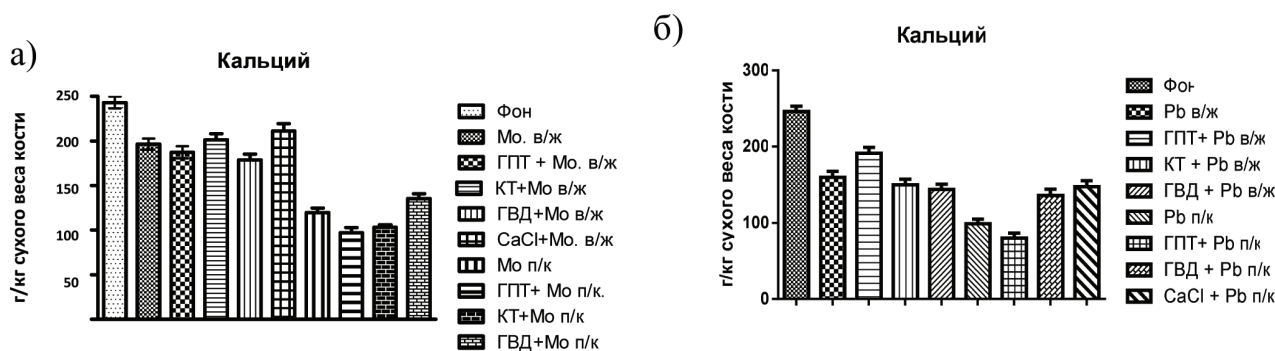 а)
Кальций
г/кг сухого веса кости
250
200
150
100
50
Фон
Мо. в/ж
ГПТ + Мо. в/ж
КТ+Мо в/ж
ГВД+Мо в/ж
CaCl+Мо. в/ж
Мо п/к
ГПТ+ Мо п/к.
КТ+Мо п/к
ГВД+Мо п/к
б)
Кальций
г/кг сухого веса кости
300
200
100
0
Фон
Pb в/ж
ГПТ+ Pb в/ж
КТ + Pb в/ж
ГВД + Pb в/ж
Pb п/к
ГПТ+ Pb п/к
ГВД + Pb п/к
CaCl + Pb п/к